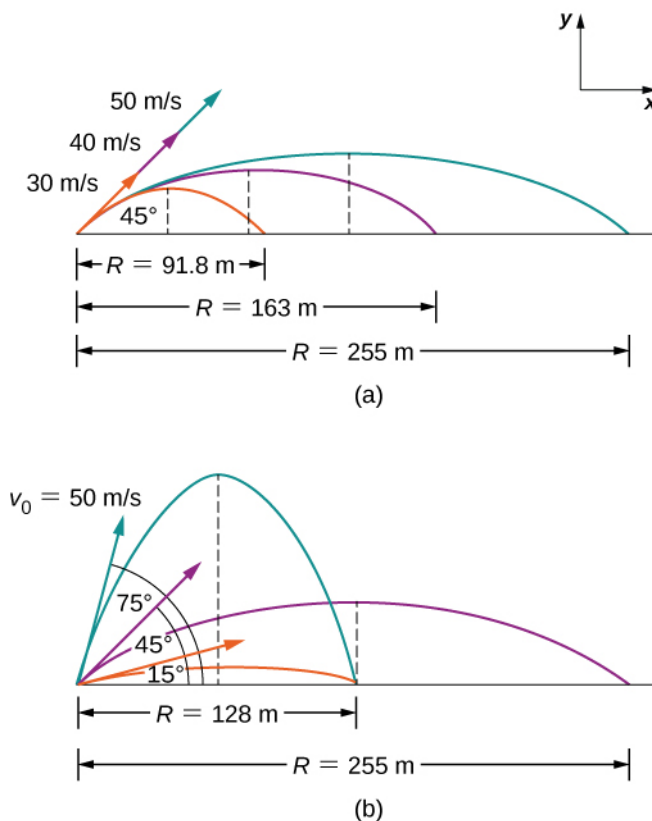 y
x
50 m/s
40 m/s
30 m/s
45°
R = 91.8 m
R = 163 m
R = 255 m
(a)
v₀ = 50 m/s
75°
45°
15°
R = 128 m
R = 255 m
(b)